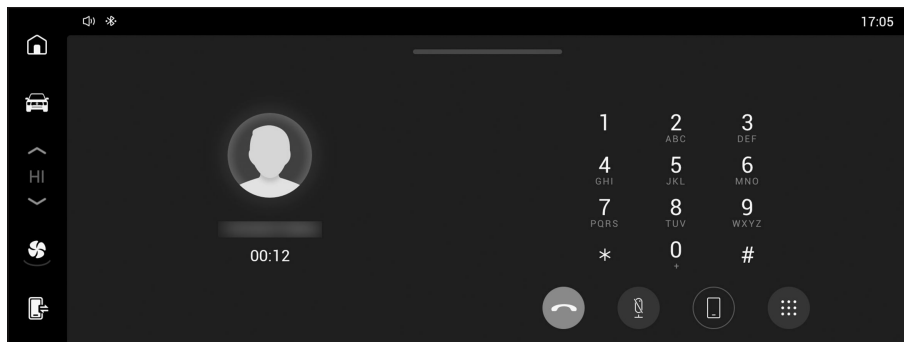 17:05
HI
00:12
1 2 3
ABC DEF
4 5 6
GHI JKL MNO
7 8 9
PQRS TUV WXYZ
* 0 #
+